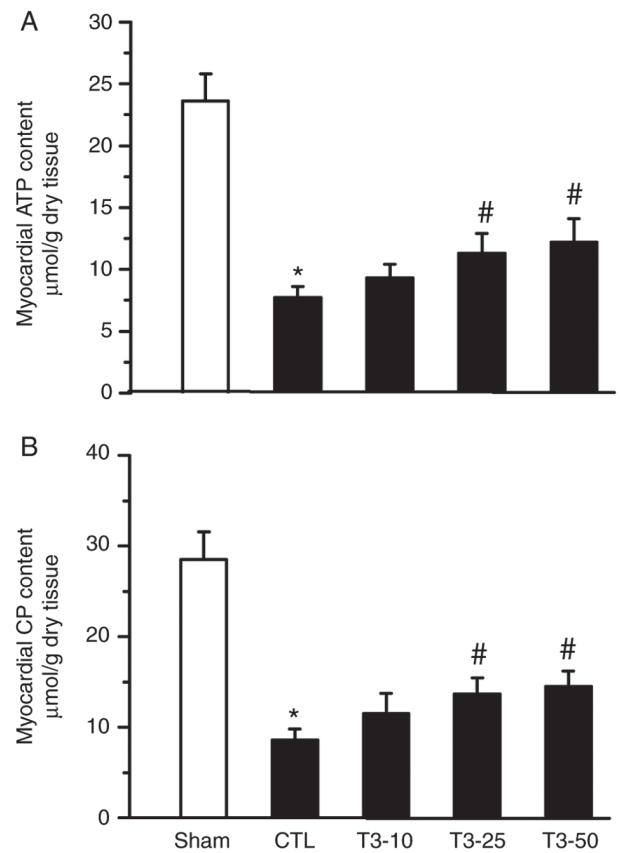 A
Myocardial ATP content
μmol/g dry tissue
30
25
20
15
10
5
0
*
#
#
B
Myocardial CP content
μmol/g dry tissue
40
30
20
10
0
*
#
#
Sham CTL T3-10 T3-25 T3-50